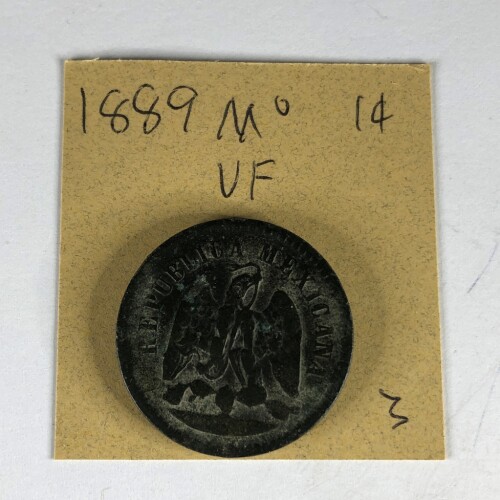 1889 Mº 1¢
VF
REPUBLICA MEXICANA
3